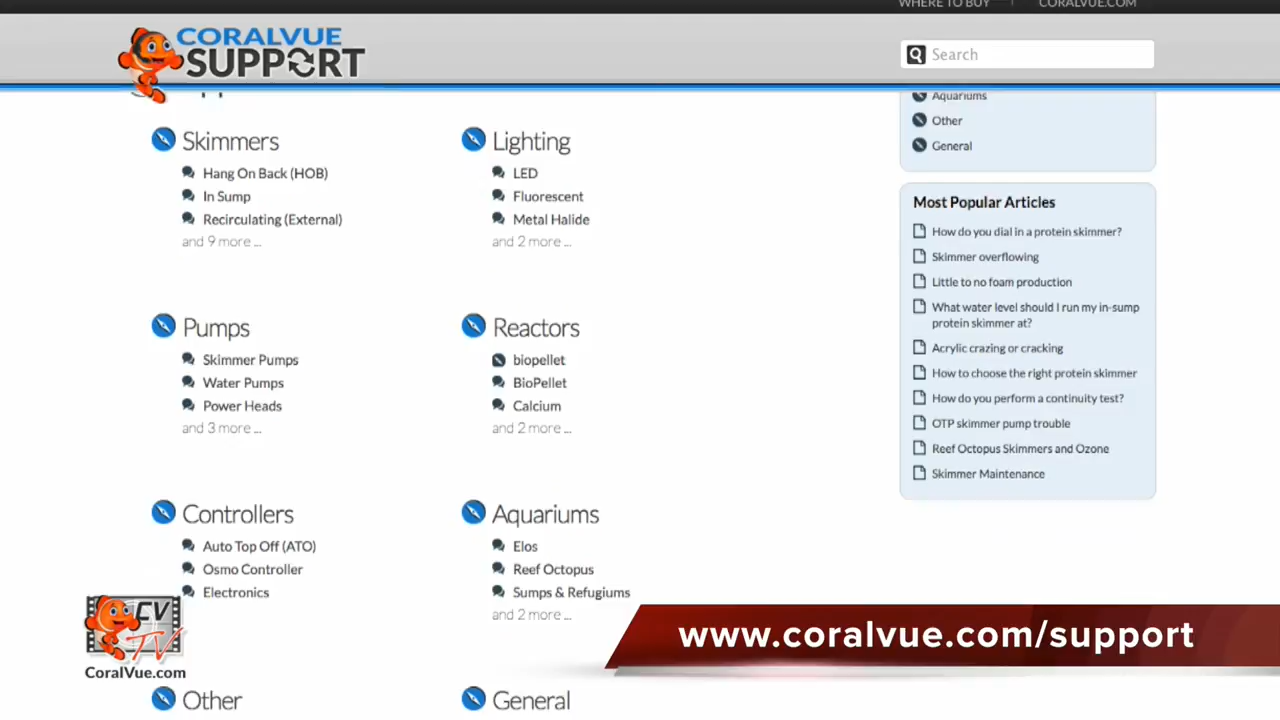 WHERE TO BUY
CORALVUE.COM
CORALVUE
SUPPORT
Search
Skimmers
Hang On Back (HOB)
In Sump
Recirculating (External)
and 9 more ...
Lighting
LED
Fluorescent
Metal Halide
and 2 more ...
Pumps
Skimmer Pumps
Water Pumps
Power Heads
and 3 more ...
Reactors
biopellet
BioPellet
Calcium
and 2 more ...
Controllers
Auto Top Off (ATO)
Osmo Controller
Electronics
Aquariums
Elos
Reef Octopus
Sumps & Refugiums
and 2 more ...
Other
General
Aquariums
Other
General
Most Popular Articles
How do you dial in a protein skimmer?
Skimmer overflowing
Little to no foam production
What water level should I run my in-sump
protein skimmer at?
Acrylic crazing or cracking
How to choose the right protein skimmer
How do you perform a continuity test?
OTP skimmer pump trouble
Reef Octopus Skimmers and Ozone
Skimmer Maintenance
CV
TV
CoralVue.com
www.coralvue.com/support